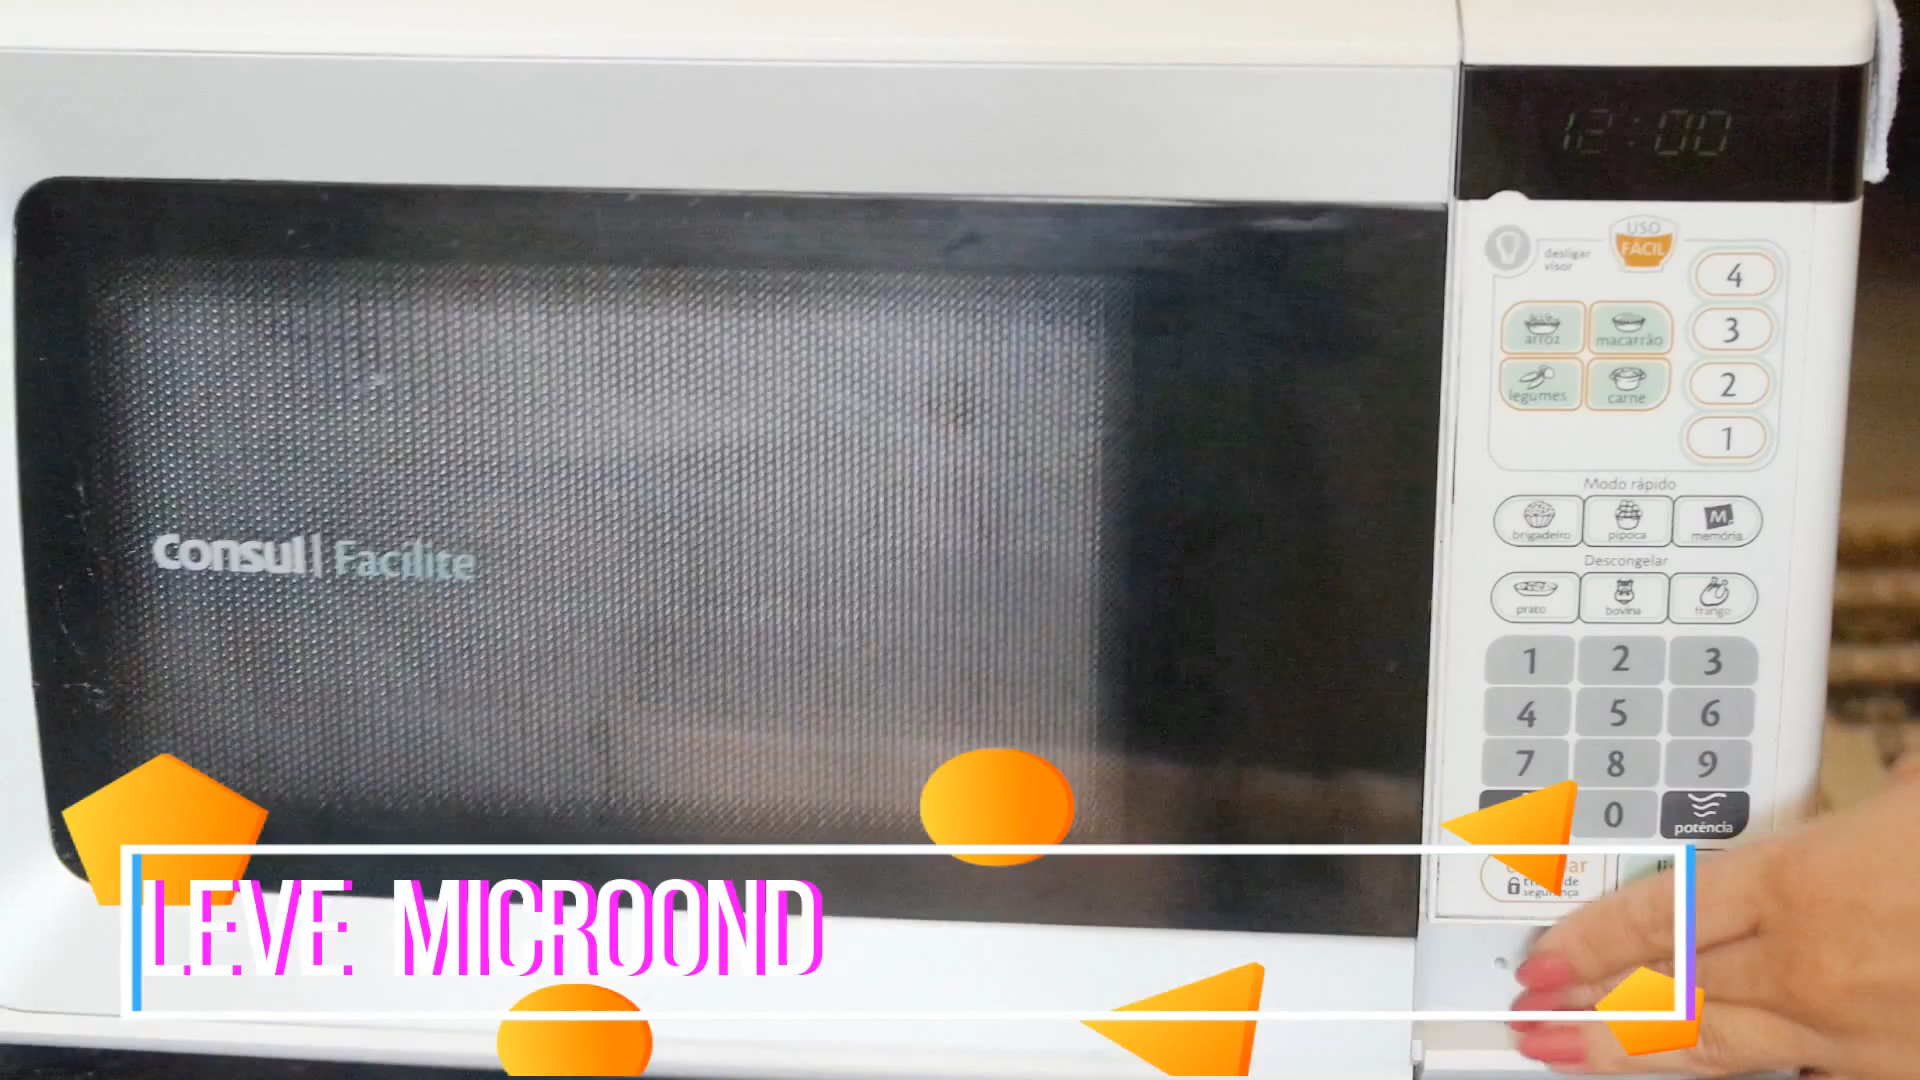 12:00
desligar
visor
USO
FÁCIL
4
arroz
macarrão
3
legumes
carne
2
1
Modo rápido
brigadeiro
pipoca
M
memória
Descongelar
prato
bovina
frango
Consul | Facilite
1 2 3
4 5 6
7 8 9
0
potência
LEVE MICROOND